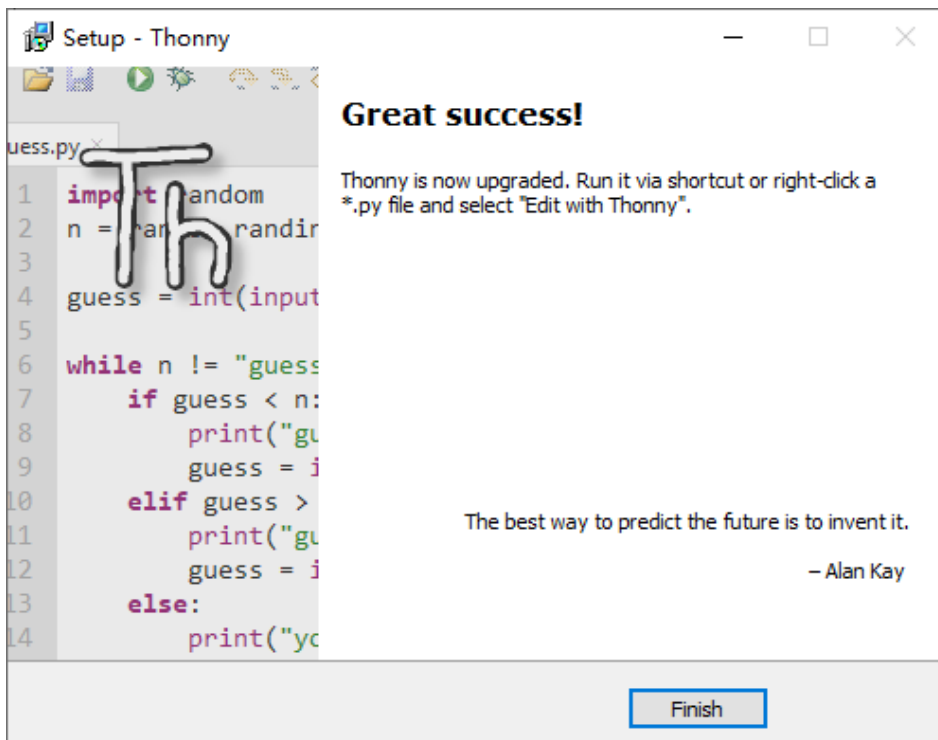 Setup - Thonny
uess.py
Great success!
Thonny is now upgraded. Run it via shortcut or right-click a
*.py file and select "Edit with Thonny".
Th
1 import random
2 n = randir
3
4 guess = int(input
5
6 while n != "guess
7 if guess < n:
8 print("gu
9 guess = i
10 elif guess >
11 print("gu
12 guess = i
13 else:
14 print("yo
The best way to predict the future is to invent it.
– Alan Kay
Finish